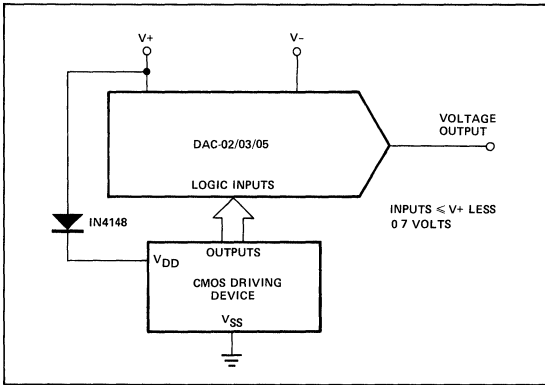 V+
V-
VOLTAGE
OUTPUT
DAC-02/03/05
LOGIC INPUTS
INPUTS ⩽ V+ LESS
0 7 VOLTS
IN4148
OUTPUTS
VDD
CMOS DRIVING
DEVICE
VSS